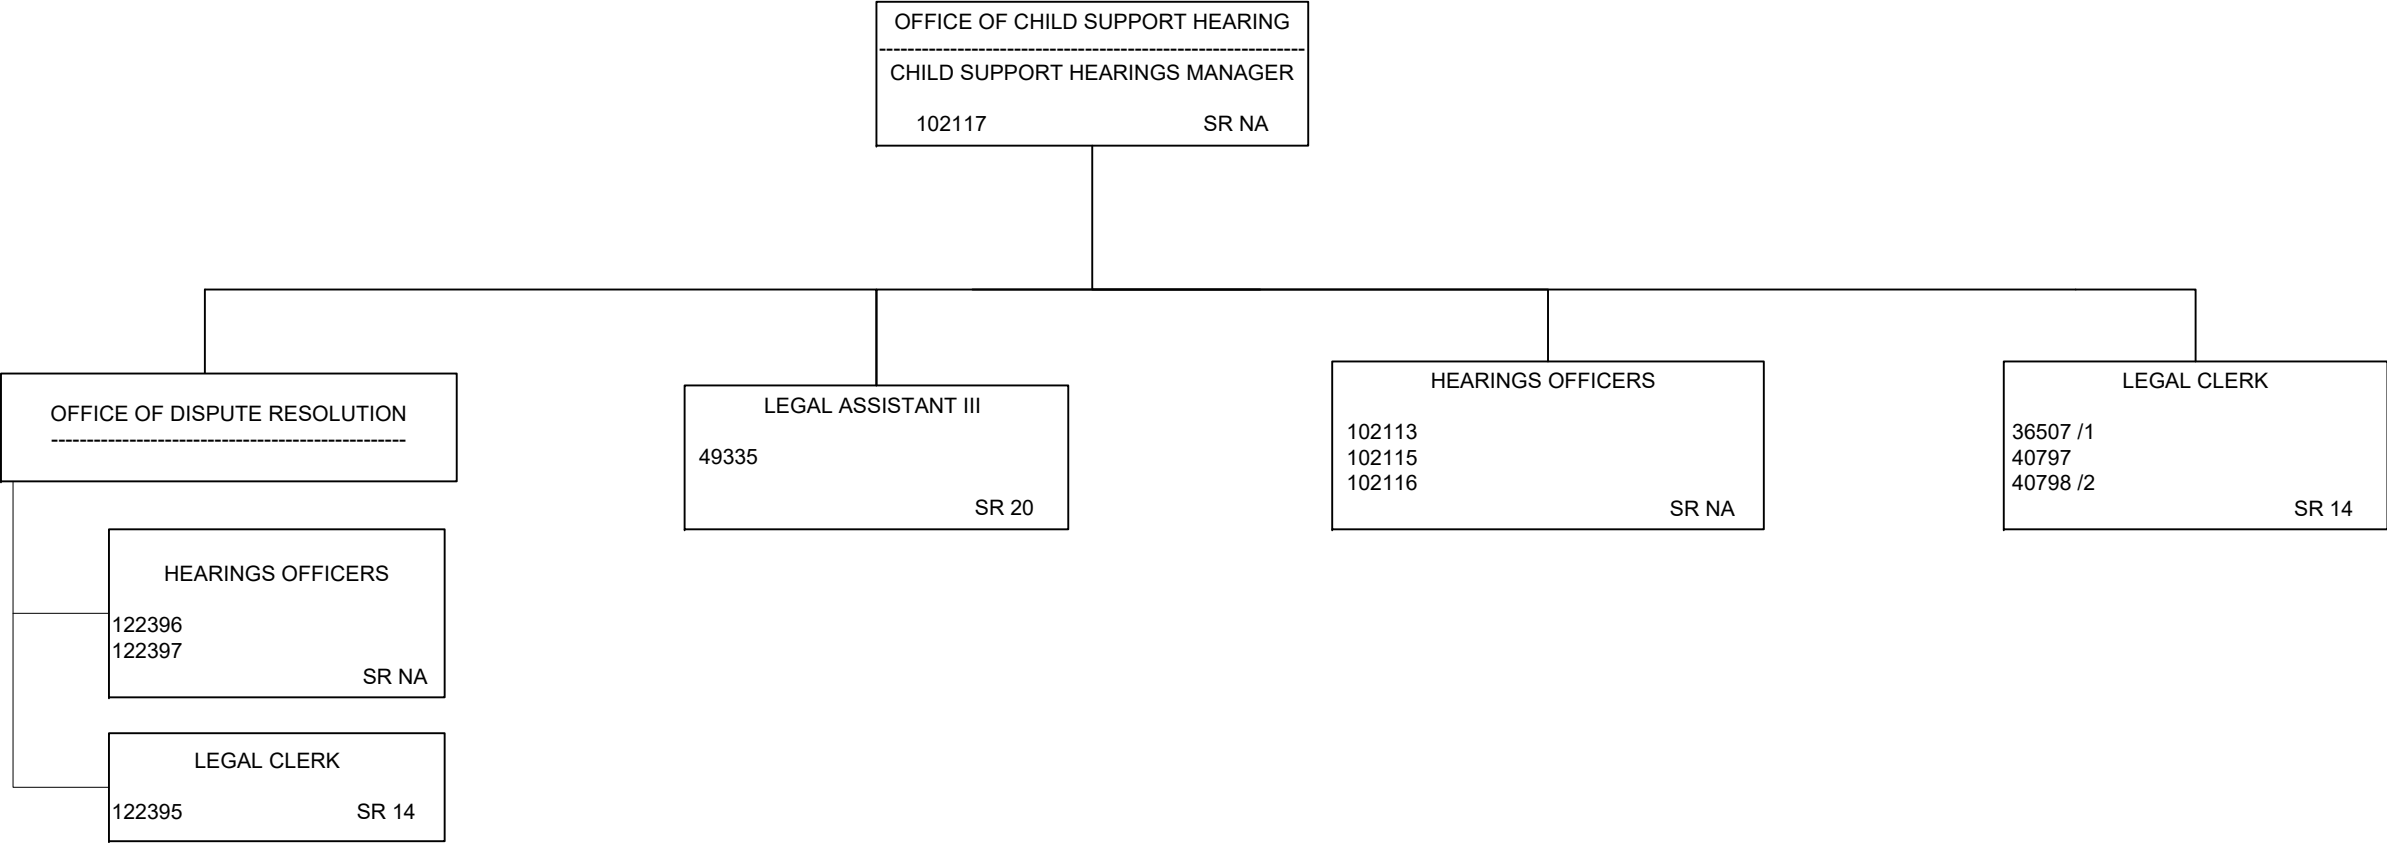 OFFICE OF CHILD SUPPORT HEARING
------------------------------------------------------------
CHILD SUPPORT HEARINGS MANAGER
102117 SR NA
OFFICE OF DISPUTE RESOLUTION
--------------------------------------------------
HEARINGS OFFICERS
122396
122397
SR NA
LEGAL CLERK
122395 SR 14
LEGAL ASSISTANT III
49335
SR 20
HEARINGS OFFICERS
102113
102115
102116
SR NA
LEGAL CLERK
36507 /1
40797
40798 /2
SR 14